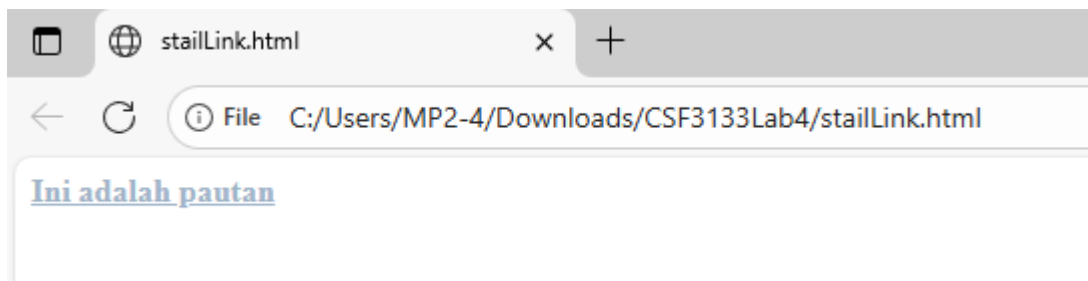 stailLink.html
File C:/Users/MP2-4/Downloads/CSF3133Lab4/stailLink.html
Ini adalah pautan